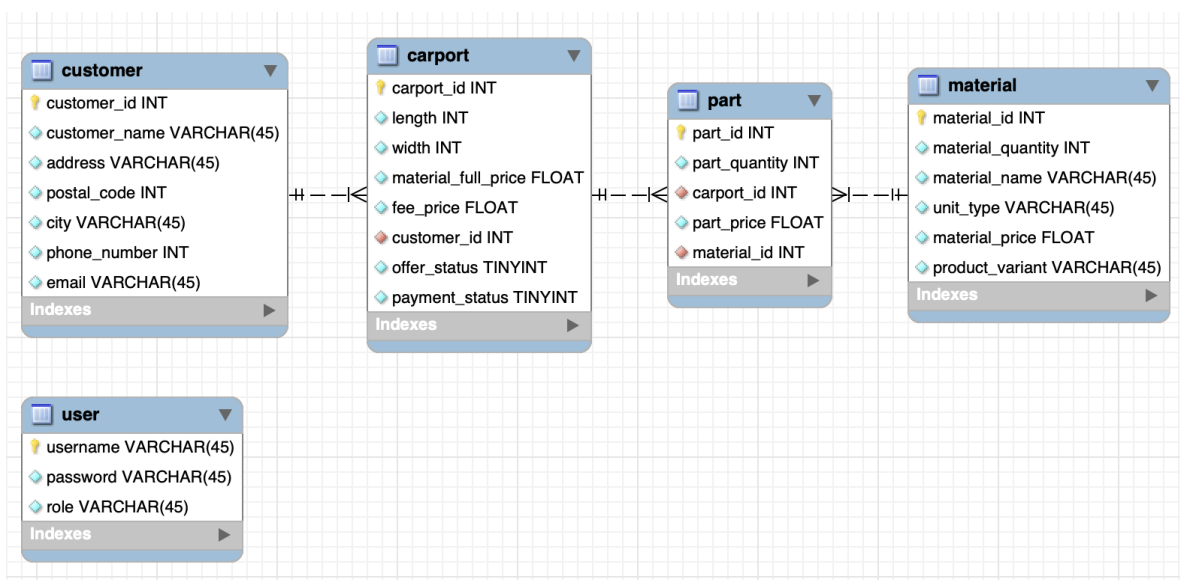 customer
customer_id INT
customer_name VARCHAR(45)
address VARCHAR(45)
postal_code INT
city VARCHAR(45)
phone_number INT
email VARCHAR(45)
Indexes
carport
carport_id INT
length INT
width INT
material_full_price FLOAT
fee_price FLOAT
customer_id INT
offer_status TINYINT
payment_status TINYINT
Indexes
part
part_id INT
part_quantity INT
carport_id INT
part_price FLOAT
material_id INT
Indexes
material
material_id INT
material_quantity INT
material_name VARCHAR(45)
unit_type VARCHAR(45)
material_price FLOAT
product_variant VARCHAR(45)
Indexes
user
username VARCHAR(45)
password VARCHAR(45)
role VARCHAR(45)
Indexes